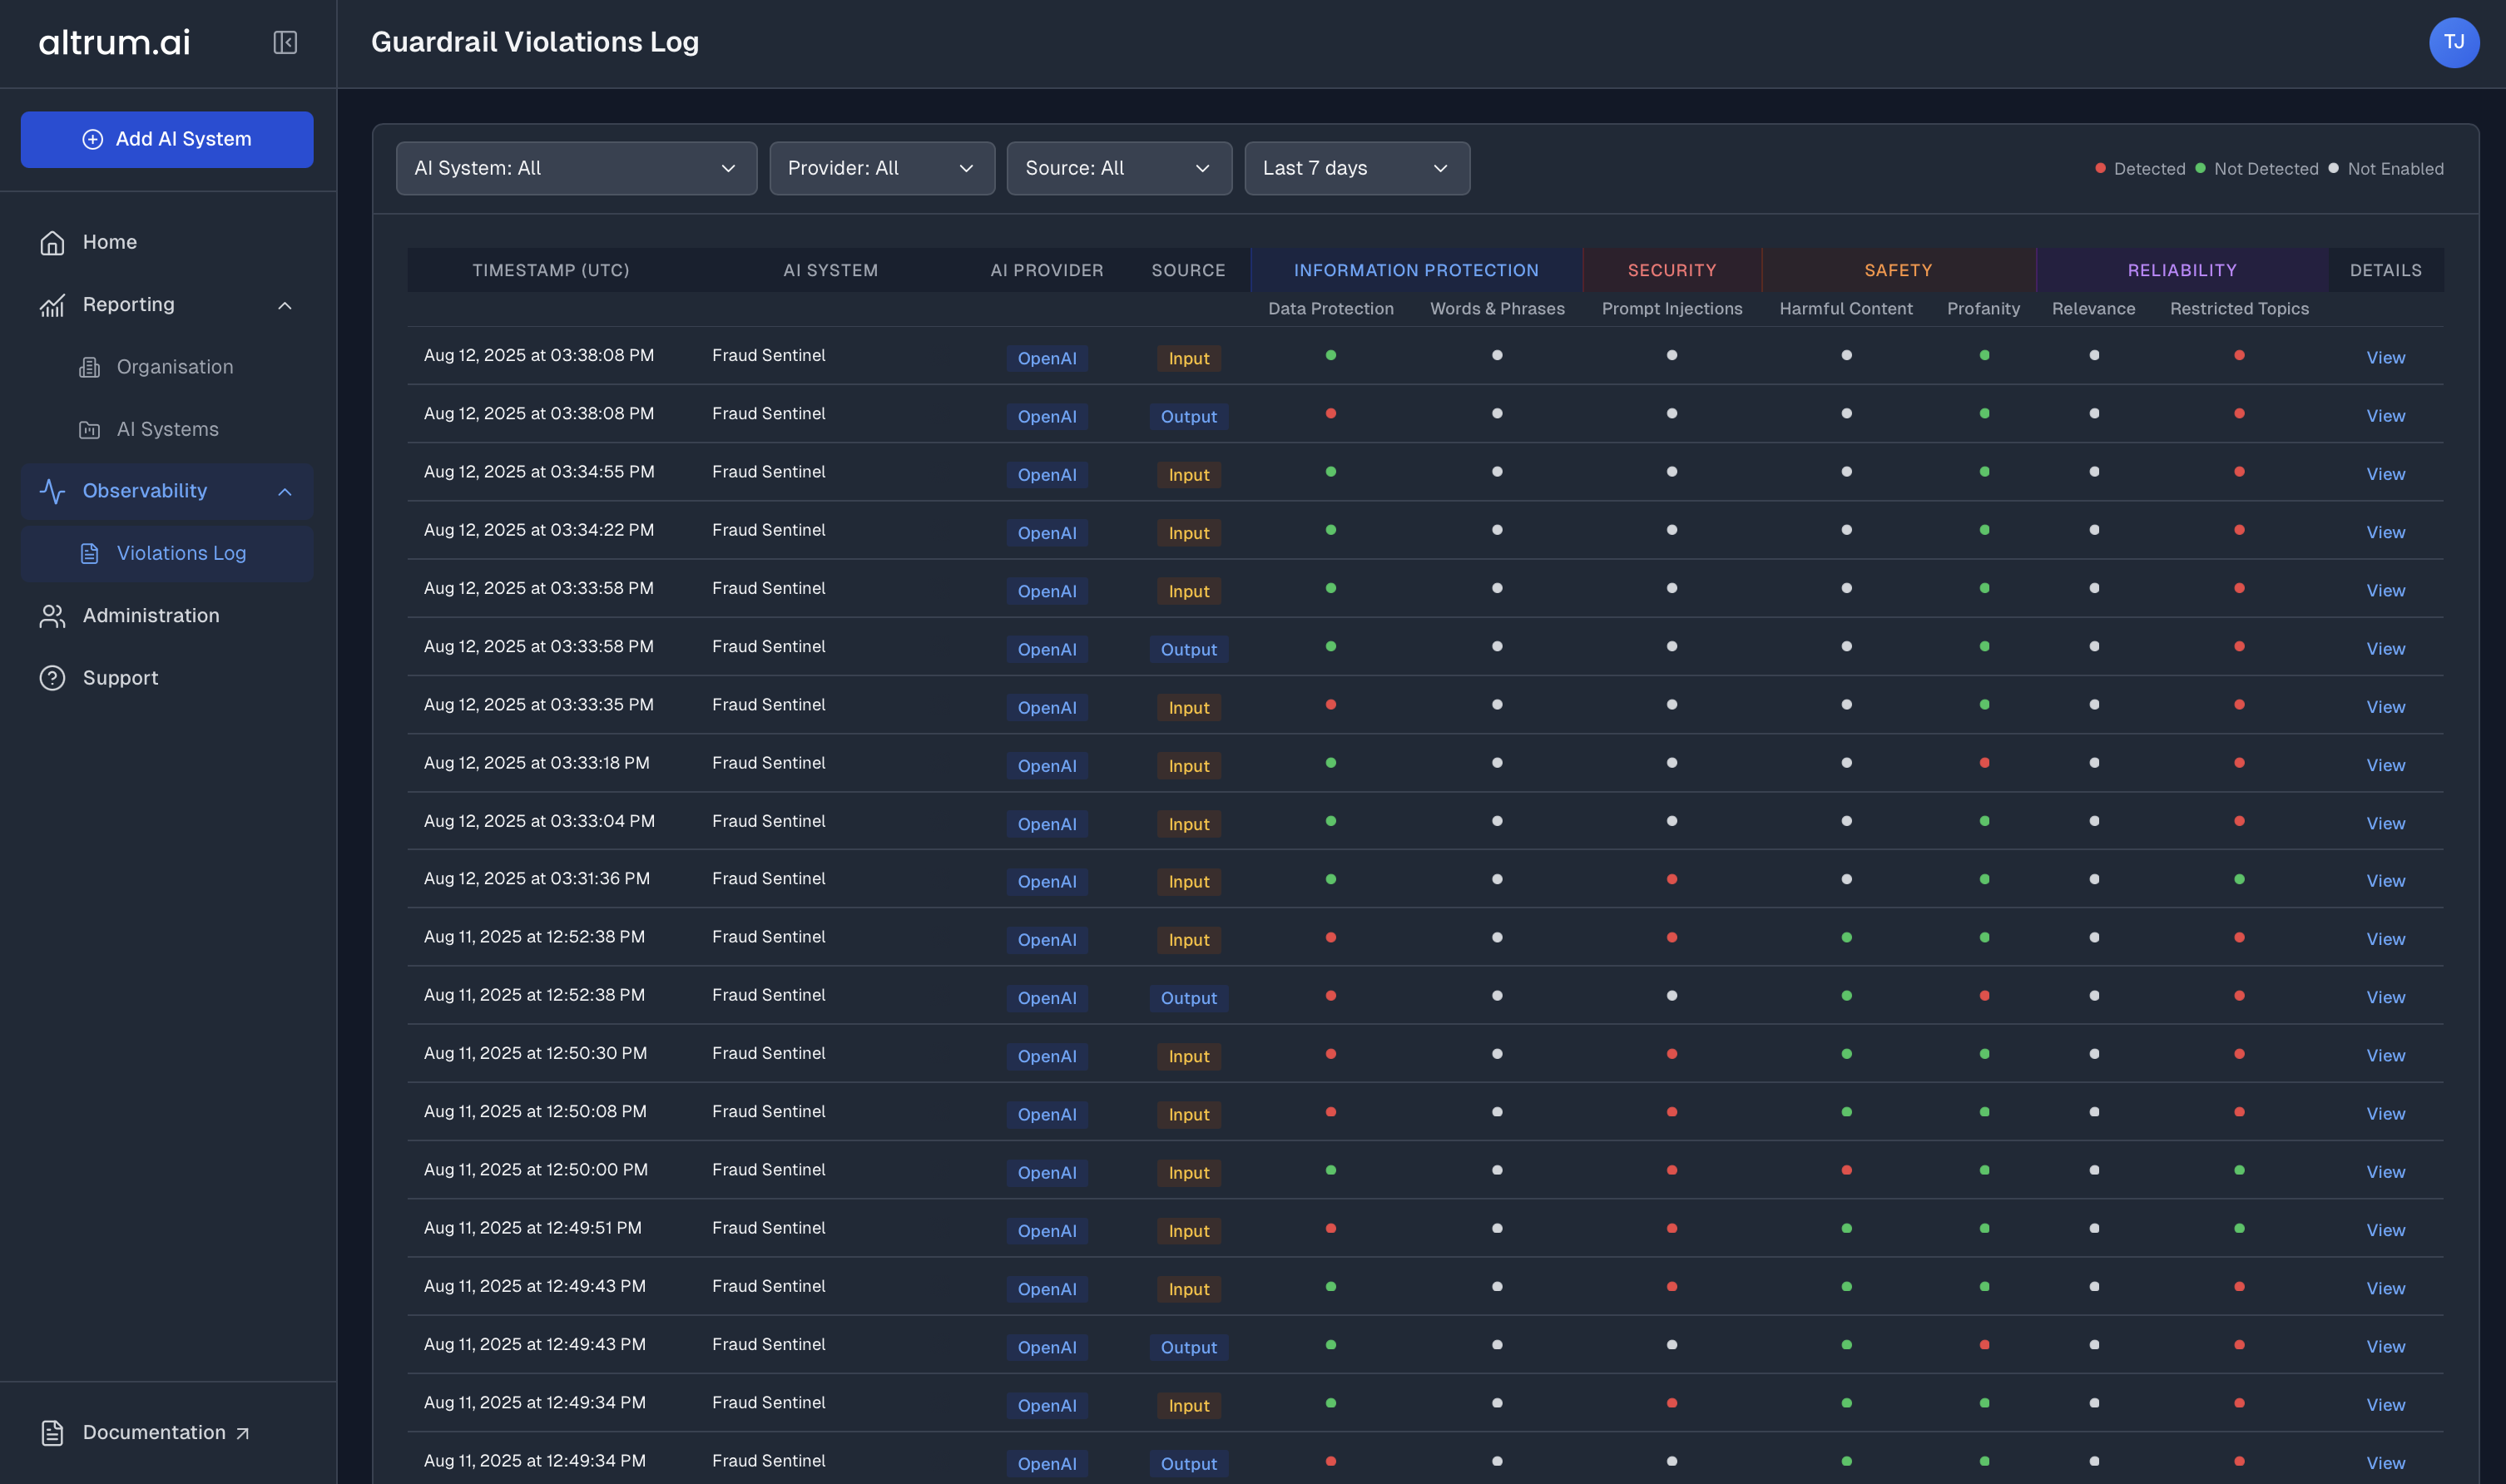 altrum.ai
Guardrail Violations Log
TJ
Add AI System
Home
Reporting
Organisation
AI Systems
Observability
Violations Log
Administration
Support
Documentation
AI System: All Provider: All Source: All Last 7 days Detected Not Detected Not Enabled
TIMESTAMP (UTC) AI SYSTEM AI PROVIDER SOURCE INFORMATION PROTECTION SECURITY SAFETY RELIABILITY DETAILS
Data Protection Words & Phrases Prompt Injections Harmful Content Profanity Relevance Restricted Topics
Aug 12, 2025 at 03:38:08 PM Fraud Sentinel OpenAI Input View
Aug 12, 2025 at 03:38:08 PM Fraud Sentinel OpenAI Output View
Aug 12, 2025 at 03:34:55 PM Fraud Sentinel OpenAI Input View
Aug 12, 2025 at 03:34:22 PM Fraud Sentinel OpenAI Input View
Aug 12, 2025 at 03:33:58 PM Fraud Sentinel OpenAI Input View
Aug 12, 2025 at 03:33:58 PM Fraud Sentinel OpenAI Output View
Aug 12, 2025 at 03:33:35 PM Fraud Sentinel OpenAI Input View
Aug 12, 2025 at 03:33:18 PM Fraud Sentinel OpenAI Input View
Aug 12, 2025 at 03:33:04 PM Fraud Sentinel OpenAI Input View
Aug 12, 2025 at 03:31:36 PM Fraud Sentinel OpenAI Input View
Aug 11, 2025 at 12:52:38 PM Fraud Sentinel OpenAI Input View
Aug 11, 2025 at 12:52:38 PM Fraud Sentinel OpenAI Output View
Aug 11, 2025 at 12:50:30 PM Fraud Sentinel OpenAI Input View
Aug 11, 2025 at 12:50:08 PM Fraud Sentinel OpenAI Input View
Aug 11, 2025 at 12:50:00 PM Fraud Sentinel OpenAI Input View
Aug 11, 2025 at 12:49:51 PM Fraud Sentinel OpenAI Input View
Aug 11, 2025 at 12:49:43 PM Fraud Sentinel OpenAI Input View
Aug 11, 2025 at 12:49:43 PM Fraud Sentinel OpenAI Output View
Aug 11, 2025 at 12:49:34 PM Fraud Sentinel OpenAI Input View
Aug 11, 2025 at 12:49:34 PM Fraud Sentinel OpenAI Output View